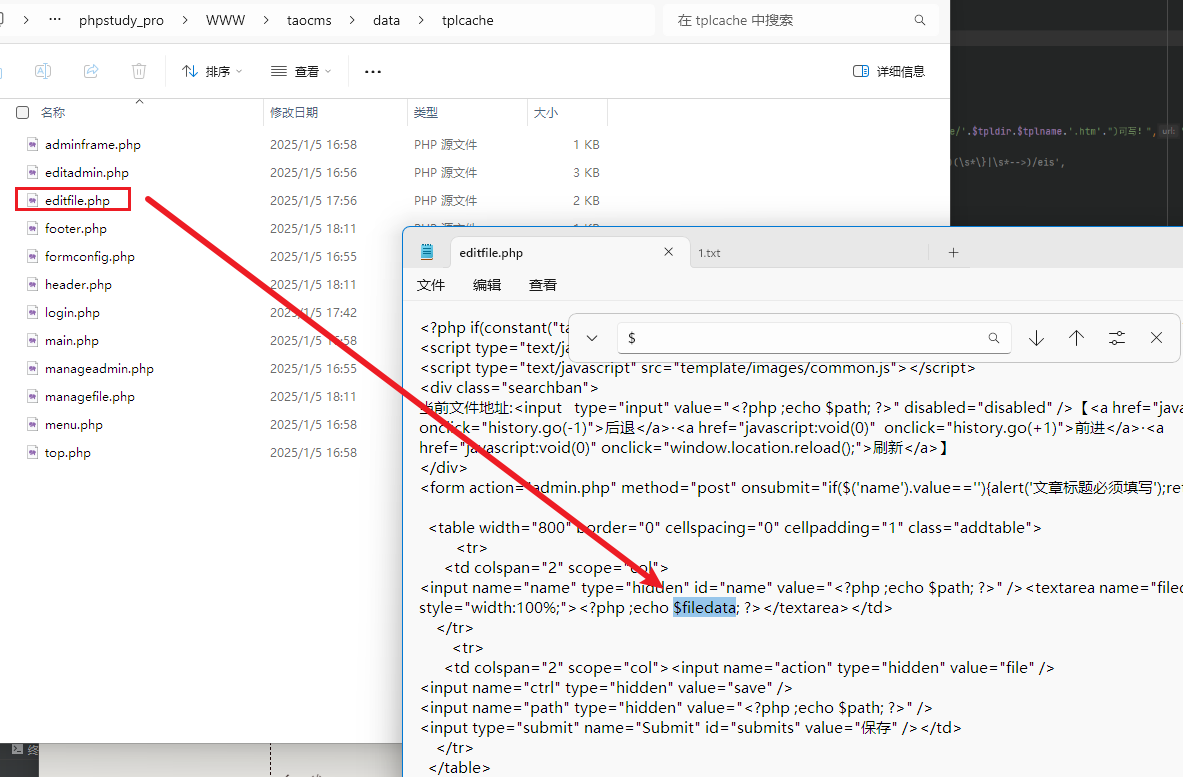 phpstudy_pro > WWW > taocms > data > tplcache
在 tplcache 中搜索
排序 查看 详细信息
名称 修改日期 类型 大小
adminframe.php 2025/1/5 16:58 PHP 源文件 1 KB
editadmin.php 2025/1/5 16:56 PHP 源文件 3 KB
editfile.php 2025/1/5 17:56 PHP 源文件 2 KB
footer.php 2025/1/5 18:11
formconfig.php 2025/1/5 16:55
header.php 2025/1/5 18:11
login.php 2025/1/5 17:42
main.php 2025/1/5 16:58
manageadmin.php 2025/1/5 16:55
managefile.php 2025/1/5 18:11
menu.php 2025/1/5 16:58
top.php 2025/1/5 16:58
e/'.$tpldir.$tplname.'.htm'.")可写！", url:
(\s*\}|\s*-->)/eis',
editfile.php 1.txt
文件 编辑 查看
$
<?php if(constant("ta
<script type="text/ja
<script type="text/javascript" src="template/images/common.js"></script>
<div class="searchban">
当前文件地址:<input type="input" value="<?php ;echo $path; ?>" disabled="disabled" />【<a href="java
onclick="history.go(-1)">后退</a>·<a href="javascript:void(0)" onclick="history.go(+1)">前进</a>·<a
href="javascript:void(0)" onclick="window.location.reload();">刷新</a>】
</div>
<form action="admin.php" method="post" onsubmit="if($('name').value==''){alert('文章标题必须填写');ret
<table width="800" border="0" cellspacing="0" cellpadding="1" class="addtable">
<tr>
<td colspan="2" scope="col">
<input name="name" type="hidden" id="name" value="<?php ;echo $path; ?>" /><textarea name="filed
style="width:100%;"><?php ;echo $filedata; ?></textarea></td>
</tr>
<tr>
<td colspan="2" scope="col"><input name="action" type="hidden" value="file" />
<input name="ctrl" type="hidden" value="save" />
<input name="path" type="hidden" value="<?php ;echo $path; ?>" />
<input type="submit" name="Submit" id="submits" value="保存" /></td>
</tr>
</table>
终